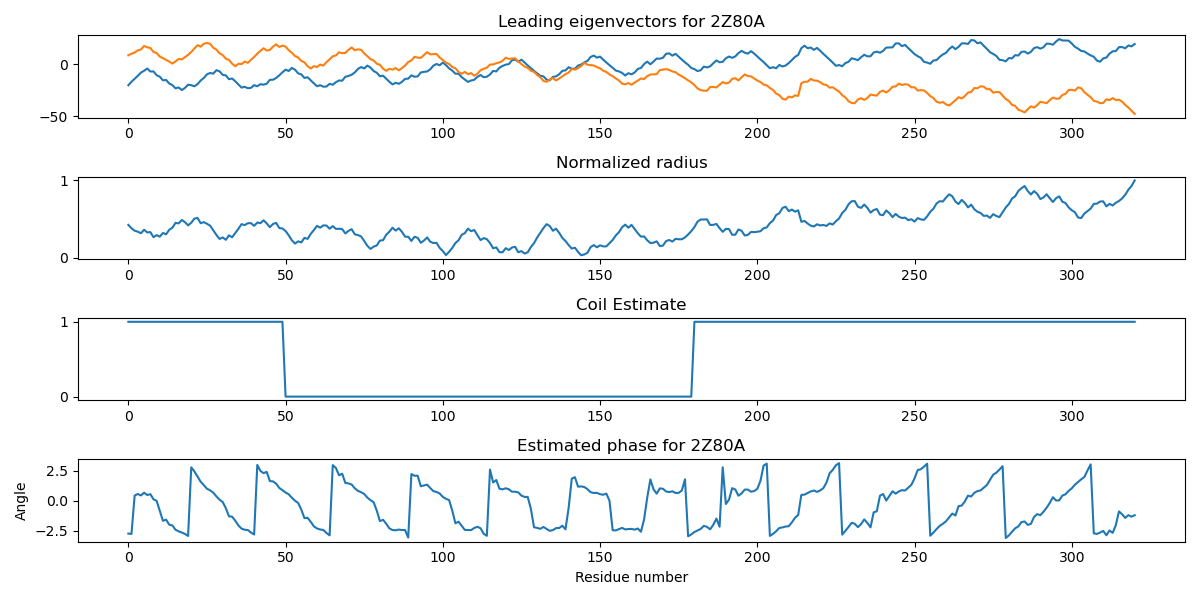 Leading eigenvectors for 2Z80A
0
−50
0 50 100 150 200 250 300
Normalized radius
1
0
0 50 100 150 200 250 300
Coil Estimate
1
0
0 50 100 150 200 250 300
Estimated phase for 2Z80A
Angle
2.5
0.0
−2.5
0 50 100 150 200 250 300
Residue number